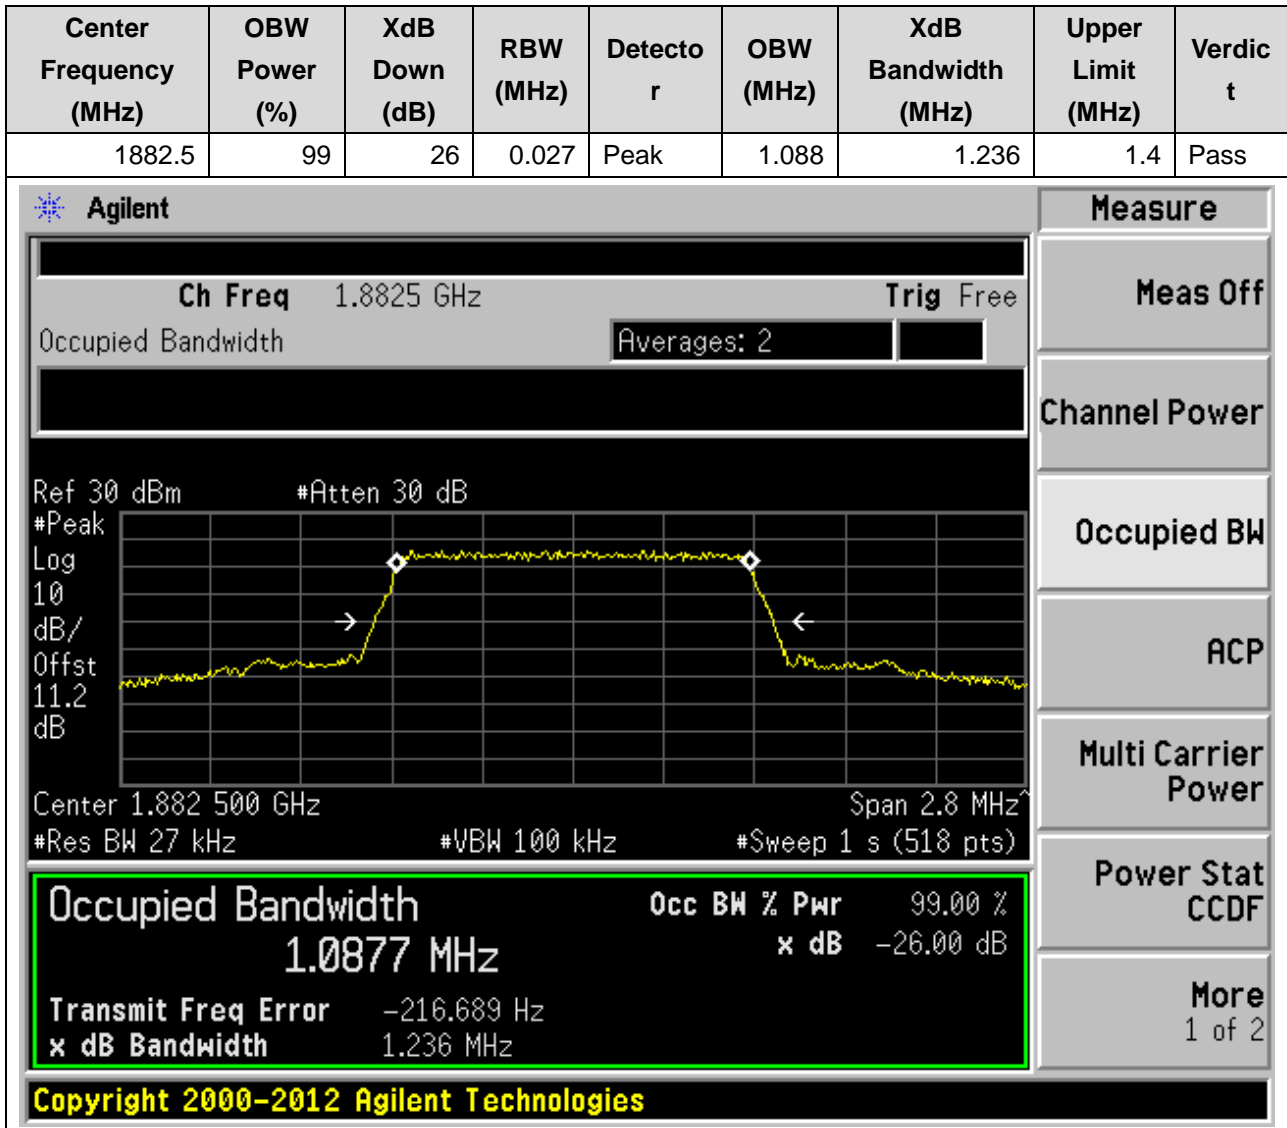 Center Frequency (MHz) OBW Power (%) XdB Down (dB) RBW (MHz) Detecto r OBW (MHz) XdB Bandwidth (MHz) Upper Limit (MHz) Verdic t
1882.5 99 26 0.027 Peak 1.088 1.236 1.4 Pass
Agilent
Measure
Ch Freq 1.8825 GHz Trig Free
Meas Off
Occupied Bandwidth Averages: 2
Channel Power
Ref 30 dBm #Atten 30 dB
#Peak
Log
10
dB/
Offst
11.2
dB
Occupied BW
ACP
Multi Carrier
Power
Center 1.882 500 GHz Span 2.8 MHz^
#Res BW 27 kHz #VBW 100 kHz #Sweep 1 s (518 pts)
Power Stat
CCDF
Occupied Bandwidth Occ BW % Pwr 99.00 %
1.0877 MHz x dB -26.00 dB
Transmit Freq Error -216.689 Hz
x dB Bandwidth 1.236 MHz
More
1 of 2
Copyright 2000-2012 Agilent Technologies